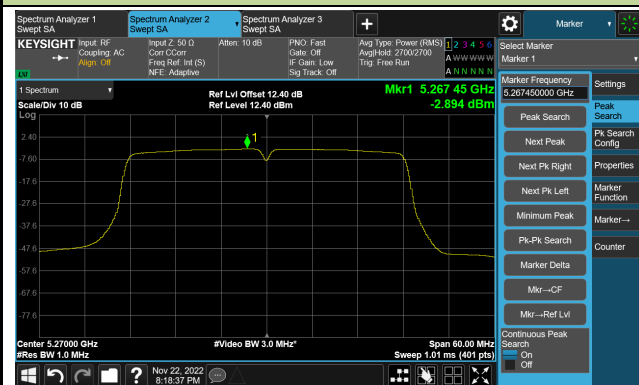 Spectrum Analyzer 1
Swept SA
Spectrum Analyzer 2
Swept SA
Spectrum Analyzer 3
Swept SA
+
Marker
KEYSIGHT
Input: RF
Coupling: AC
Align: Off
Input Z: 50 Ω
Corr CCorr
Freq Ref: Int (S)
NFE: Adaptive
Atten: 10 dB
PNO: Fast
Gate: Off
IF Gain: Low
Sig Track: Off
Avg Type: Power (RMS)
Avg|Hold: 2700/2700
Trig: Free Run
1 2 3 4 5 6
A W W W W W
A N N N N N
LXI
Select Marker
Marker 1
1 Spectrum
Scale/Div 10 dB
Log
Ref Lvl Offset 12.40 dB
Ref Level 12.40 dBm
Mkr1 5.267 45 GHz
-2.894 dBm
1
2.40
-7.60
-17.6
-27.6
-37.6
-47.6
-57.6
-67.6
-77.6
Center 5.27000 GHz
#Res BW 1.0 MHz
#Video BW 3.0 MHz*
Span 60.00 MHz
Sweep 1.01 ms (401 pts)
Marker Frequency
5.267450000 GHz
Peak Search
Next Peak
Next Pk Right
Next Pk Left
Minimum Peak
Pk-Pk Search
Marker Delta
Mkr→CF
Mkr→Ref Lvl
Continuous Peak
Search
On
Off
Settings
Peak
Search
Pk Search
Config
Properties
Marker
Function
Marker→
Counter
?
Nov 22, 2022
8:18:37 PM